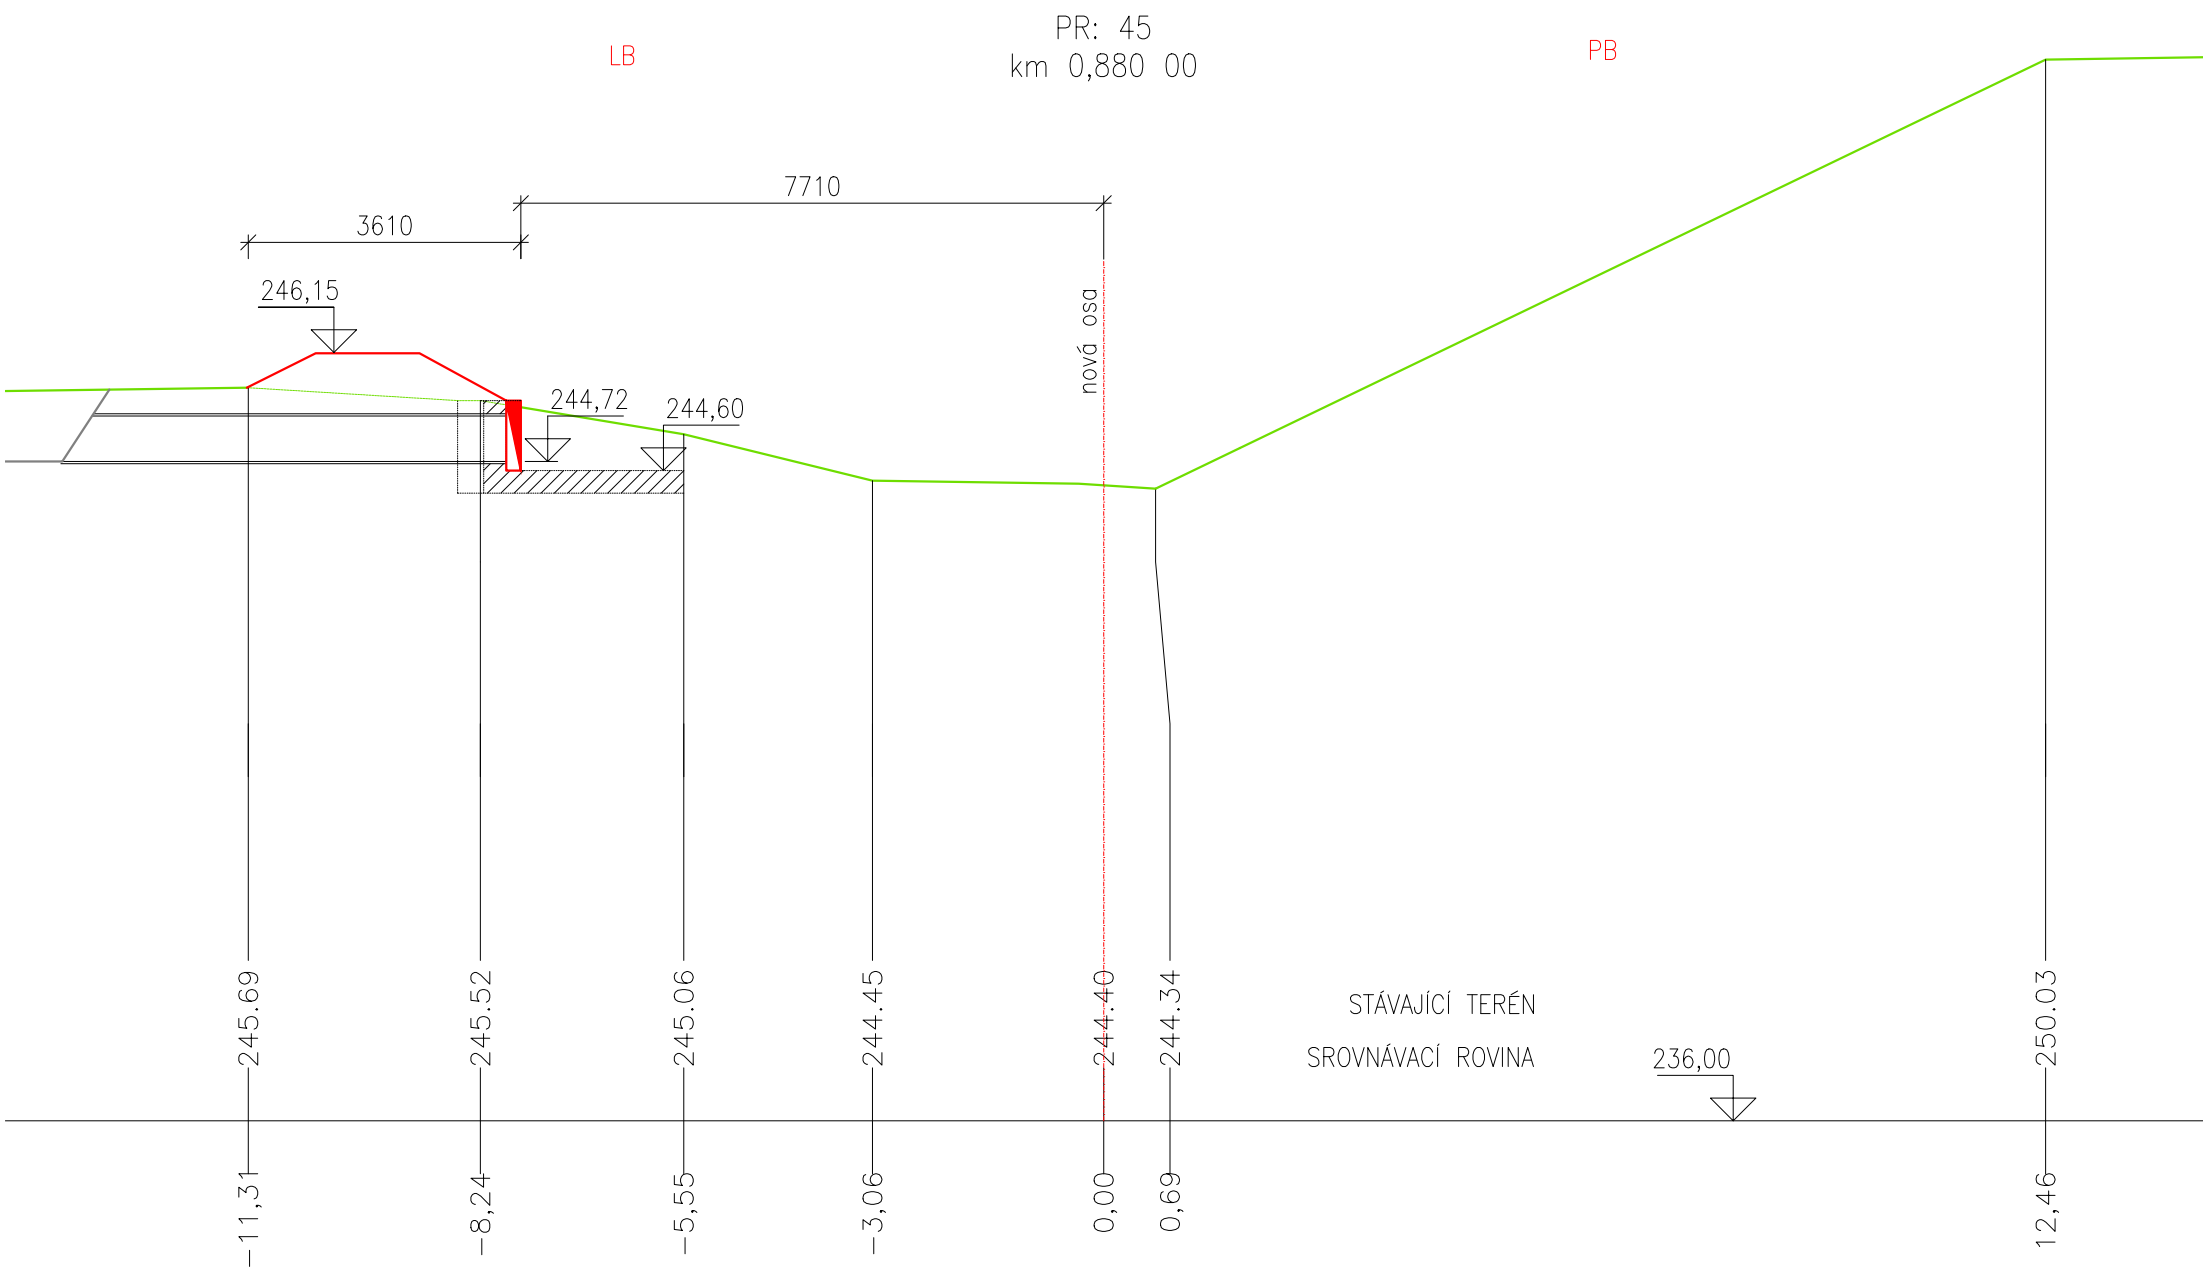 PR: 45
km 0,880 00
LB
PB
7710
3610
246,15
nová osa
244,72
244,60
245.69
245.52
245.06
244.45
244.40
244.34
250.03
STÁVAJÍCÍ TERÉN
SROVNÁVACÍ ROVINA
236,00
-11,31
-8,24
-5,55
-3,06
0,00
0,69
12,46